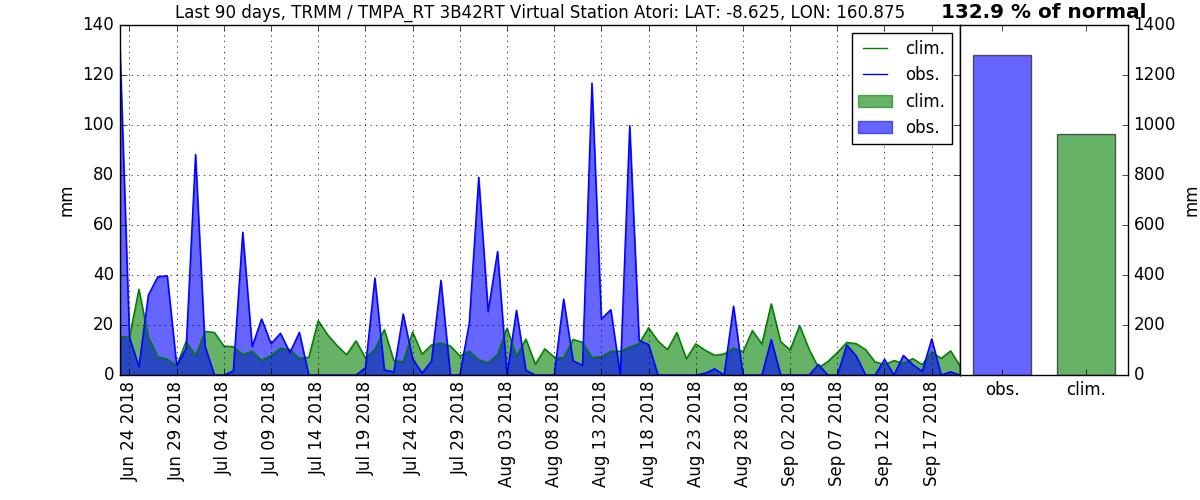 Last 90 days, TRMM / TMPA_RT 3B42RT Virtual Station Atori: LAT: -8.625, LON: 160.875
132.9 % of normal
mm
140
120
100
80
60
40
20
0
Jun 24 2018
Jun 29 2018
Jul 04 2018
Jul 09 2018
Jul 14 2018
Jul 19 2018
Jul 24 2018
Jul 29 2018
Aug 03 2018
Aug 08 2018
Aug 13 2018
Aug 18 2018
Aug 23 2018
Aug 28 2018
Sep 02 2018
Sep 07 2018
Sep 12 2018
Sep 17 2018
clim.
obs.
clim.
obs.
obs.
clim.
1400
1200
1000
800
600
400
200
0
mm